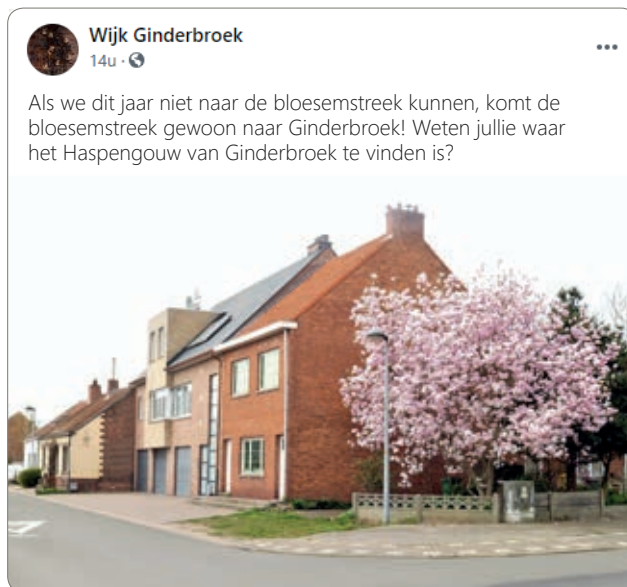 Wijk Ginderbroek
14u ·
Als we dit jaar niet naar de bloesemstreek kunnen, komt de
bloesemstreek gewoon naar Ginderbroek! Weten jullie waar
het Haspengouw van Ginderbroek te vinden is?